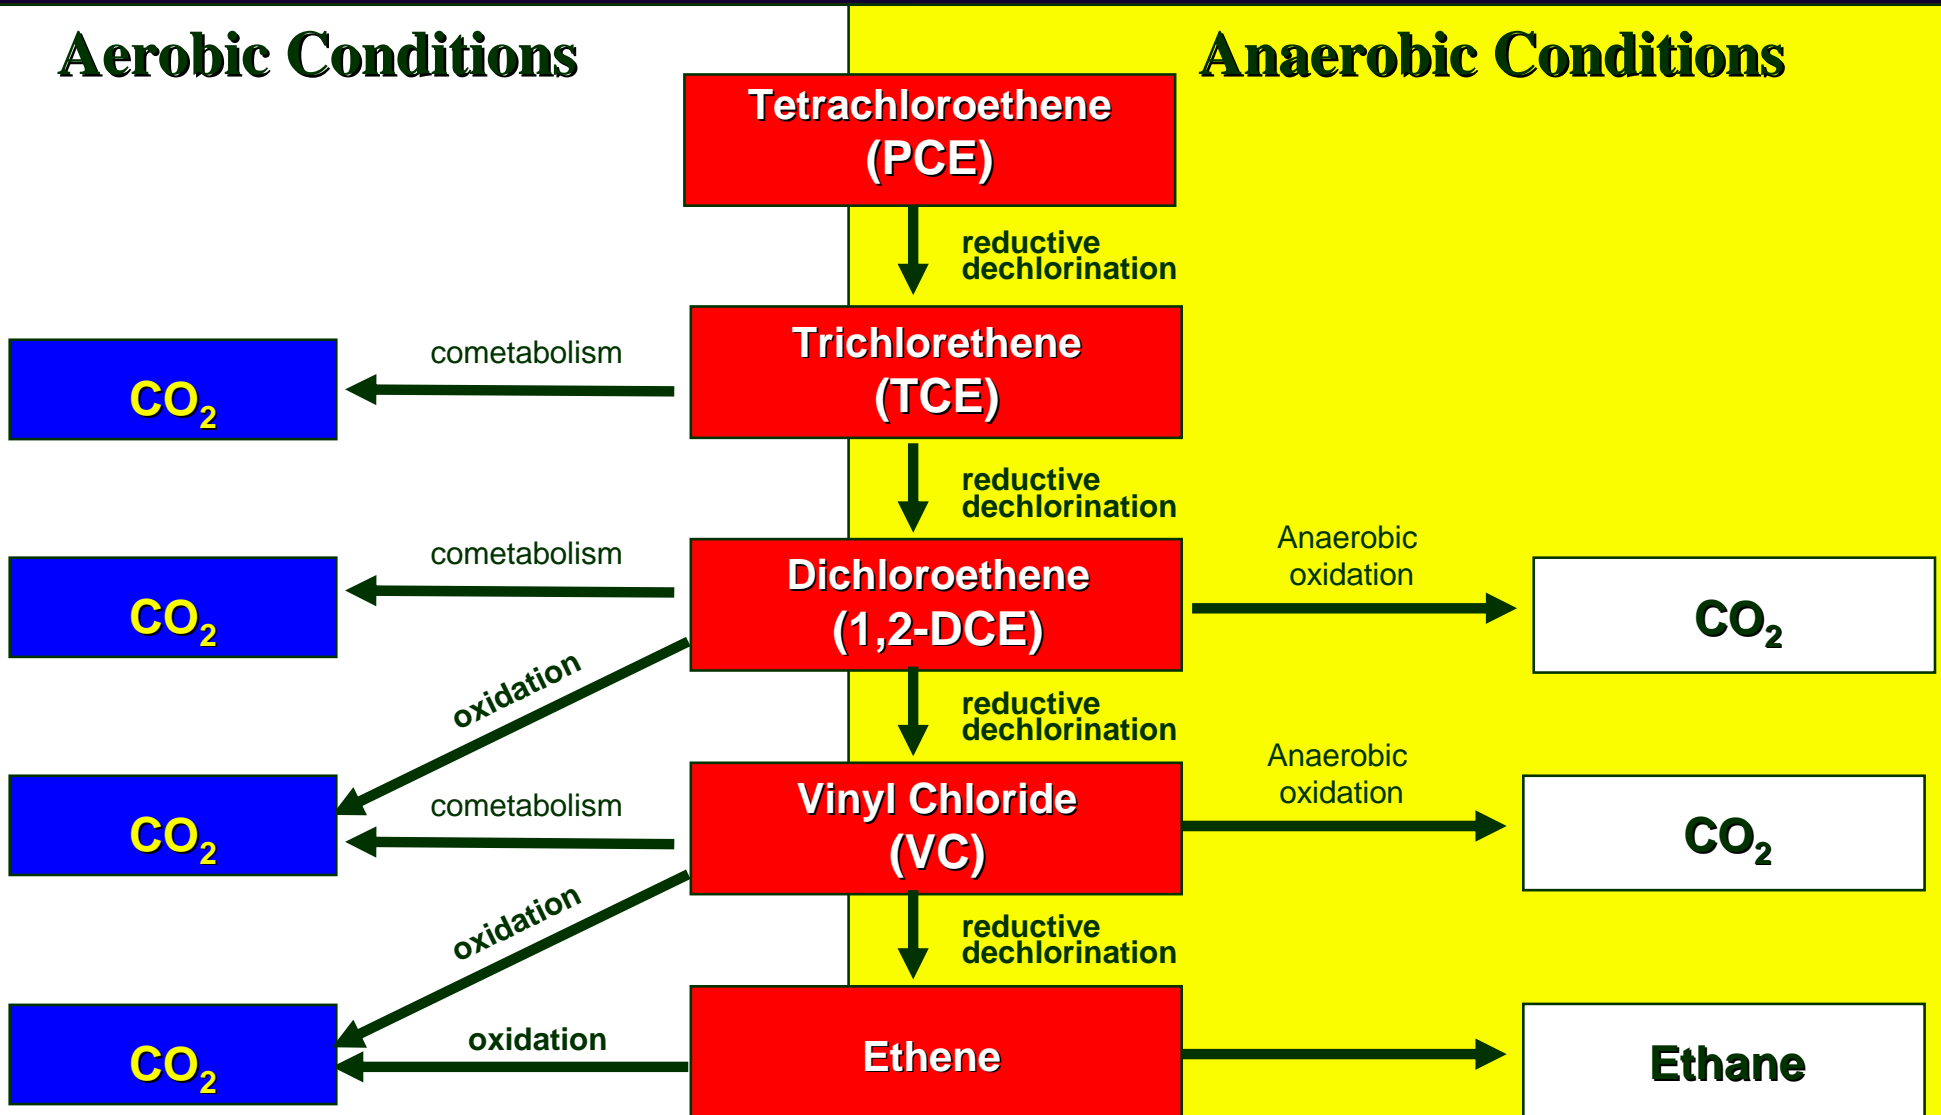 Aerobic Conditions
Anaerobic Conditions
Tetrachloroethene
(PCE)
reductive
dechlorination
cometabolism
Trichlorethene
(TCE)
CO₂
reductive
dechlorination
cometabolism
Dichloroethene
(1,2-DCE)
Anaerobic
oxidation
CO₂
CO₂
oxidation
reductive
dechlorination
cometabolism
Vinyl Chloride
(VC)
Anaerobic
oxidation
CO₂
CO₂
oxidation
reductive
dechlorination
oxidation
Ethene
CO₂
Ethane